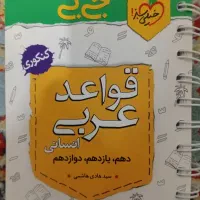 جی‌بی
خیلی سبز
کنکوری
قواعد
عربی
انسانی
دهم، یازدهم، دوازدهم
سید هادی هاشمی